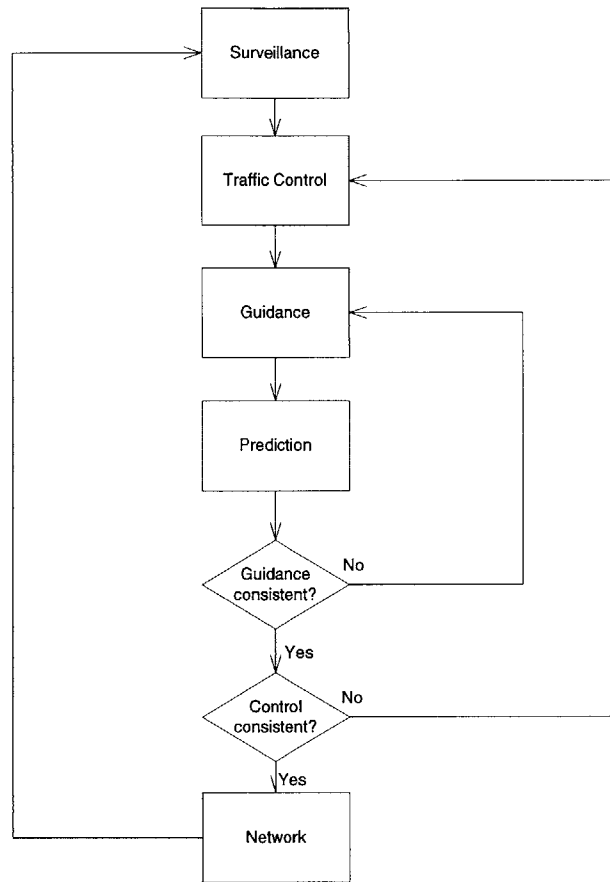 Surveillance
Traffic Control
Guidance
Prediction
Guidance
consistent?
No
Yes
Control
consistent?
No
Yes
Network